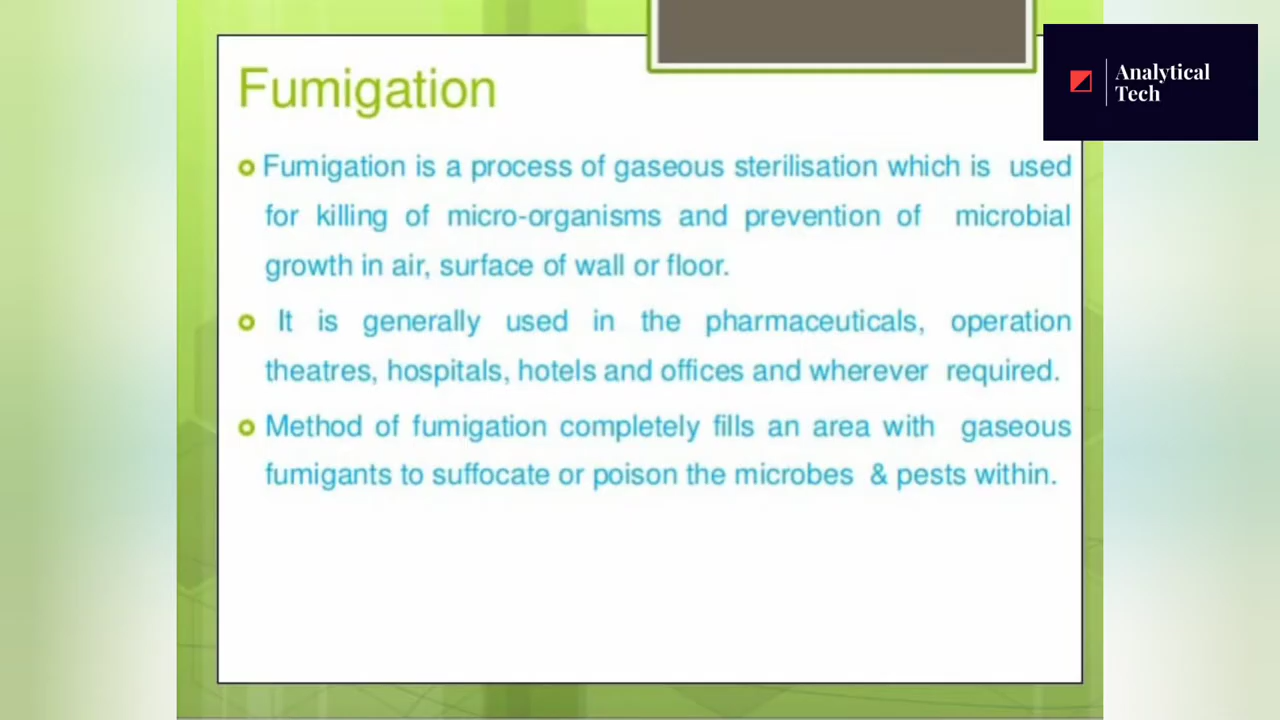 Fumigation
Fumigation is a process of gaseous sterilisation which is used
for killing of micro-organisms and prevention of microbial
growth in air, surface of wall or floor.
It is generally used in the pharmaceuticals, operation
theatres, hospitals, hotels and offices and wherever required.
Method of fumigation completely fills an area with gaseous
fumigants to suffocate or poison the microbes & pests within.
Analytical
Tech